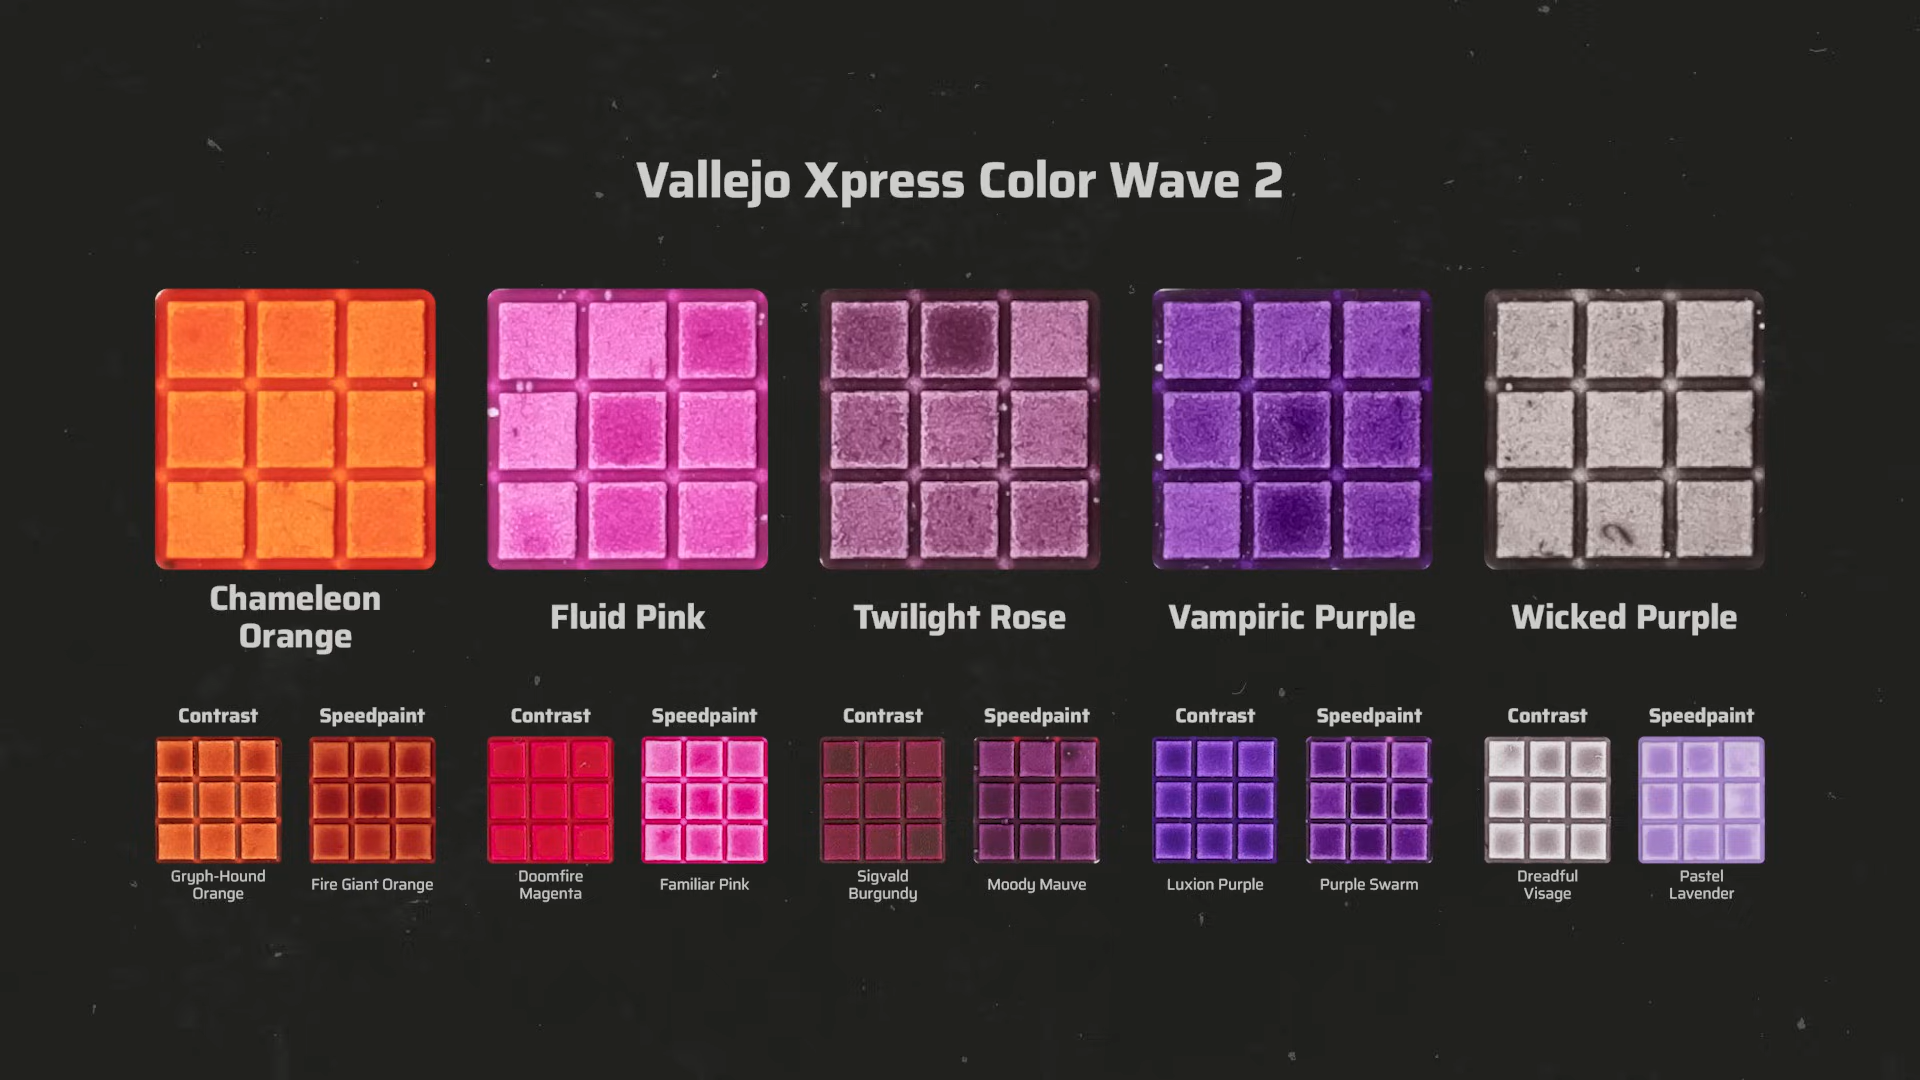 Vallejo Xpress Color Wave 2
Chameleon
Orange
Fluid Pink
Twilight Rose
Vampiric Purple
Wicked Purple
Contrast
Speedpaint
Contrast
Speedpaint
Contrast
Speedpaint
Contrast
Speedpaint
Contrast
Speedpaint
Gryph-Hound
Orange
Fire Giant Orange
Doomfire
Magenta
Familiar Pink
Sigvald
Burgundy
Moody Mauve
Luxion Purple
Purple Swarm
Dreadful
Visage
Pastel
Lavender